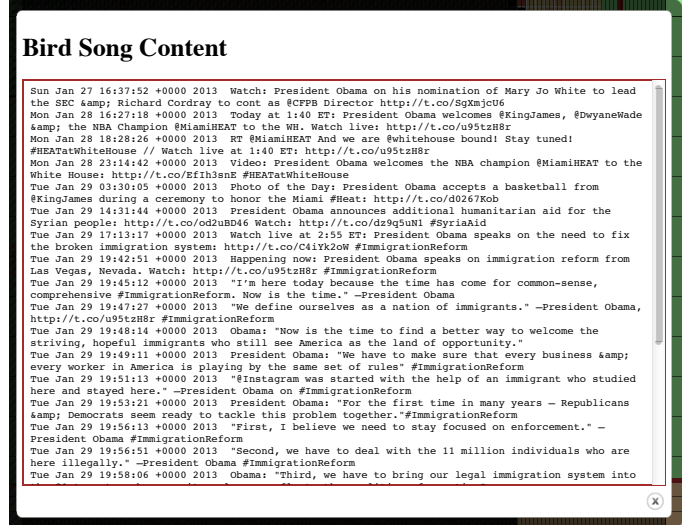 Bird Song Content
Sun Jan 27 16:37:52 +0000 2013  Watch: President Obama on his nomination of Mary Jo White to lead
the SEC &amp; Richard Cordray to cont as @CFPB Director http://t.co/SgXmjcU6
Mon Jan 28 16:27:18 +0000 2013  Today at 1:40 ET: President Obama welcomes @KingJames, @DwyaneWade
&amp; the NBA Champion @MiamiHEAT to the WH. Watch live: http://t.co/u95tzH8r
Mon Jan 28 18:28:26 +0000 2013  RT @MiamiHEAT And we are @whitehouse bound! Stay tuned!
#HEATatWhiteHouse // Watch live at 1:40 ET: http://t.co/u95tzH8r
Mon Jan 28 23:14:42 +0000 2013  Video: President Obama welcomes the NBA champion @MiamiHEAT to the
White House: http://t.co/EfIh3snE #HEATatWhiteHouse
Tue Jan 29 03:30:05 +0000 2013  Photo of the Day: President Obama accepts a basketball from
@KingJames during a ceremony to honor the Miami #Heat: http://t.co/d0267Kob
Tue Jan 29 14:31:44 +0000 2013  President Obama announces additional humanitarian aid for the
Syrian people: http://t.co/od2uBD46 Watch: http://t.co/dz9q5uN1 #SyriaAid
Tue Jan 29 17:13:17 +0000 2013  Watch live at 2:55 ET: President Obama speaks on the need to fix
the broken immigration system: http://t.co/C4iYk2oW #ImmigrationReform
Tue Jan 29 19:42:51 +0000 2013  Happening now: President Obama speaks on immigration reform from
Las Vegas, Nevada. Watch: http://t.co/u95tzH8r #ImmigrationReform
Tue Jan 29 19:45:12 +0000 2013  "I’m here today because the time has come for common-sense,
comprehensive #ImmigrationReform. Now is the time." —President Obama
Tue Jan 29 19:47:27 +0000 2013  "We define ourselves as a nation of immigrants." —President Obama,
http://t.co/u95tzH8r #ImmigrationReform
Tue Jan 29 19:48:14 +0000 2013  Obama: "Now is the time to find a better way to welcome the
striving, hopeful immigrants who still see America as the land of opportunity."
Tue Jan 29 19:49:11 +0000 2013  President Obama: "We have to make sure that every business &amp;
every worker in America is playing by the same set of rules" #ImmigrationReform
Tue Jan 29 19:51:13 +0000 2013  "@Instagram was started with the help of an immigrant who studied
here and stayed here." —President Obama on #ImmigrationReform
Tue Jan 29 19:53:21 +0000 2013  President Obama: "For the first time in many years — Republicans
&amp; Democrats seem ready to tackle this problem together."#ImmigrationReform
Tue Jan 29 19:56:13 +0000 2013  "First, I believe we need to stay focused on enforcement." —
President Obama #ImmigrationReform
Tue Jan 29 19:56:51 +0000 2013  "Second, we have to deal with the 11 million individuals who are
here illegally." —President Obama #ImmigrationReform
Tue Jan 29 19:58:06 +0000 2013  Obama: "Third, we have to bring our legal immigration system into